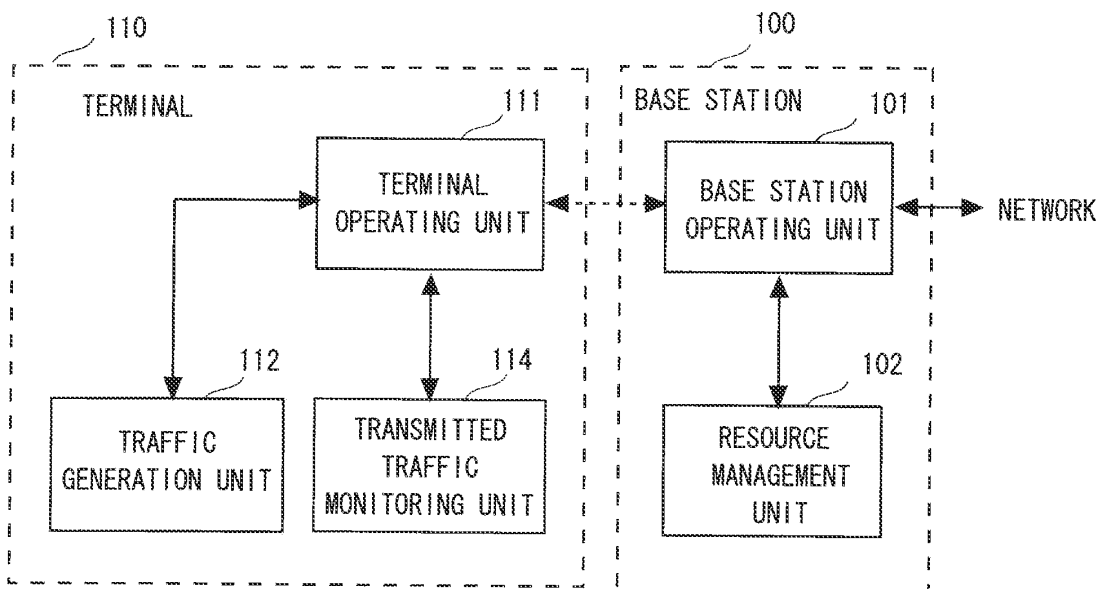 110
100
TERMINAL
111
BASE STATION
101
TERMINAL
OPERATING UNIT
BASE STATION
OPERATING UNIT
NETWORK
112
114
102
TRAFFIC
GENERATION UNIT
TRANSMITTED
TRAFFIC
MONITORING UNIT
RESOURCE
MANAGEMENT
UNIT